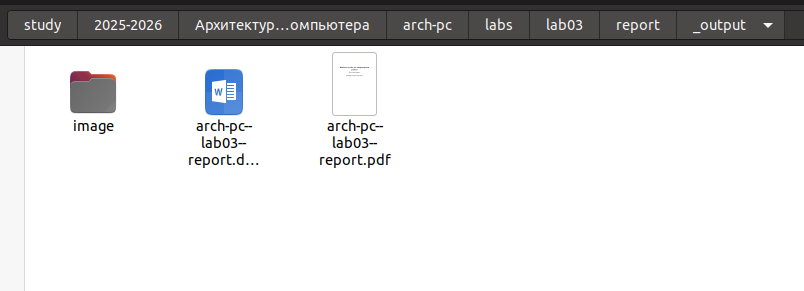 study 2025-2026 Архитектур...омпьютера arch-pc labs lab03 report _output
image
arch-pc--
lab03--
report.d...
arch-pc--
lab03--
report.pdf
W